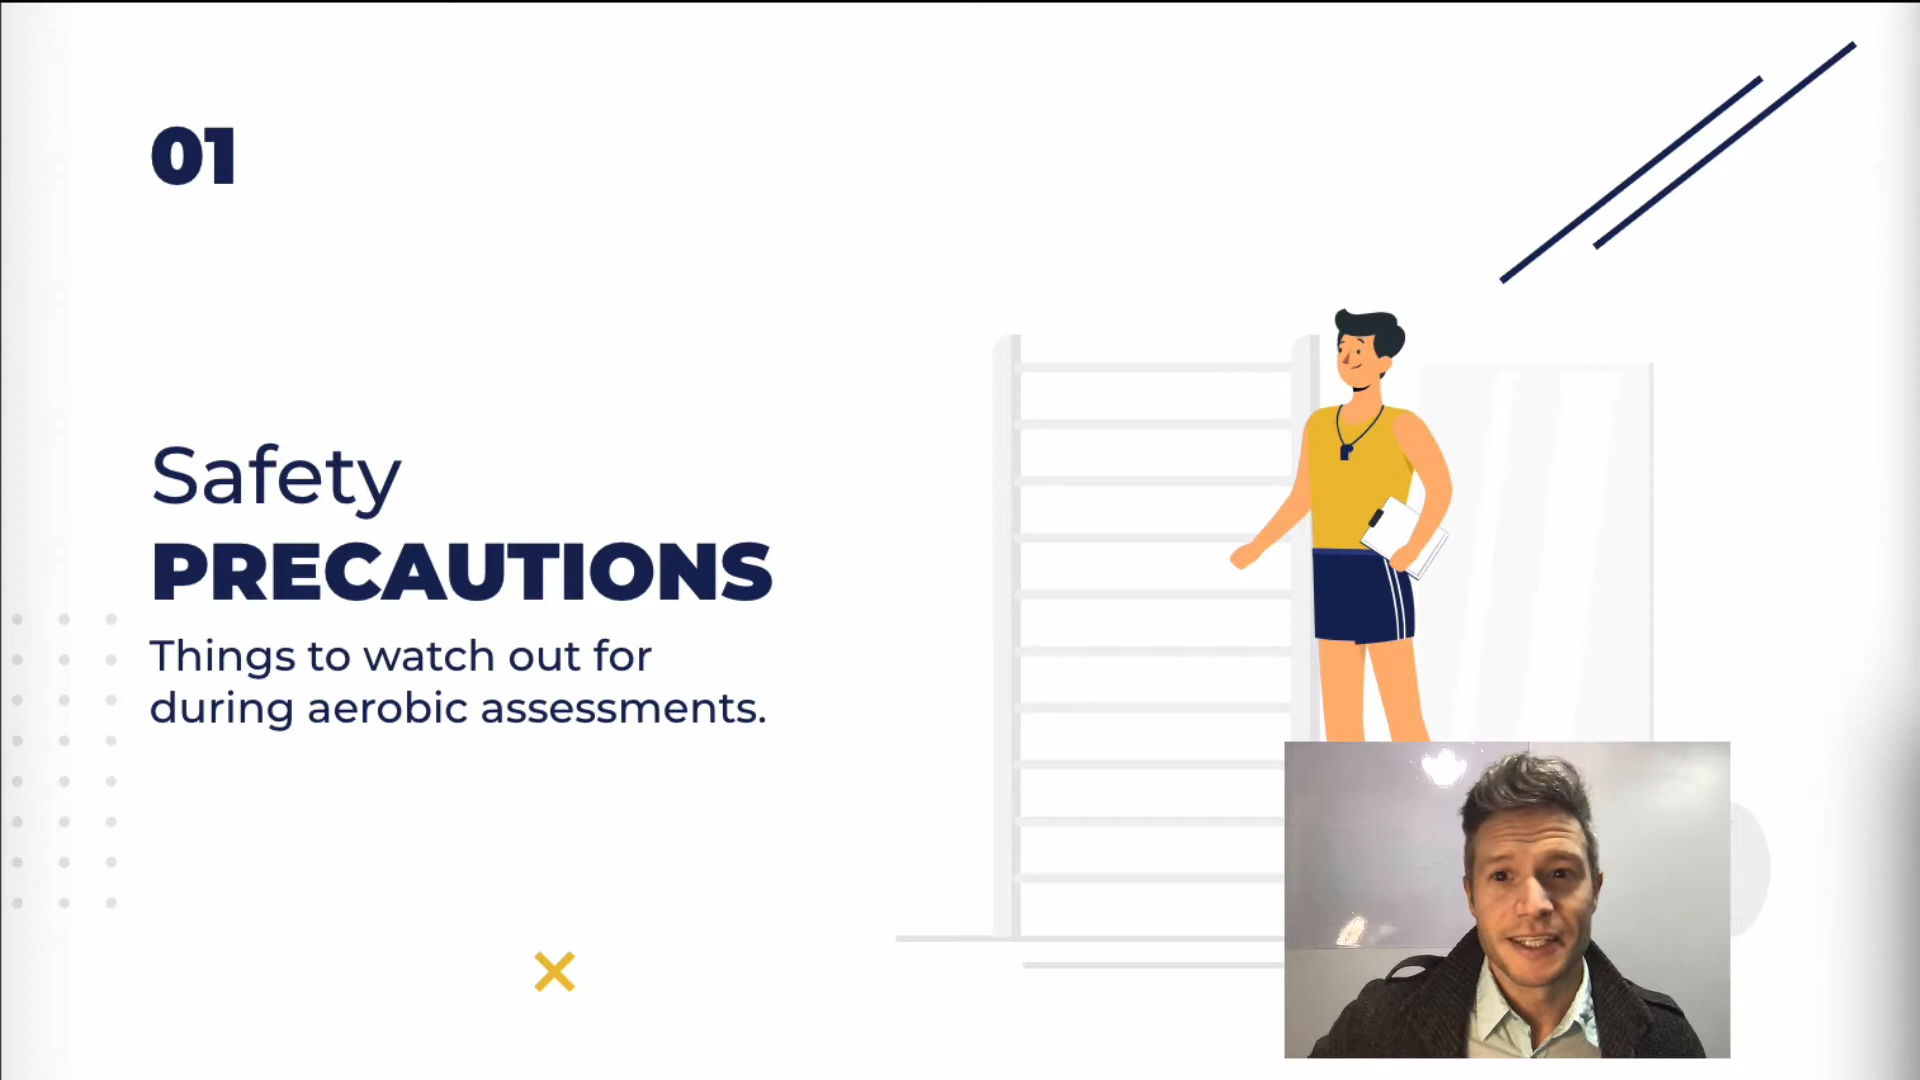 01
Safety
PRECAUTIONS
Things to watch out for
during aerobic assessments.